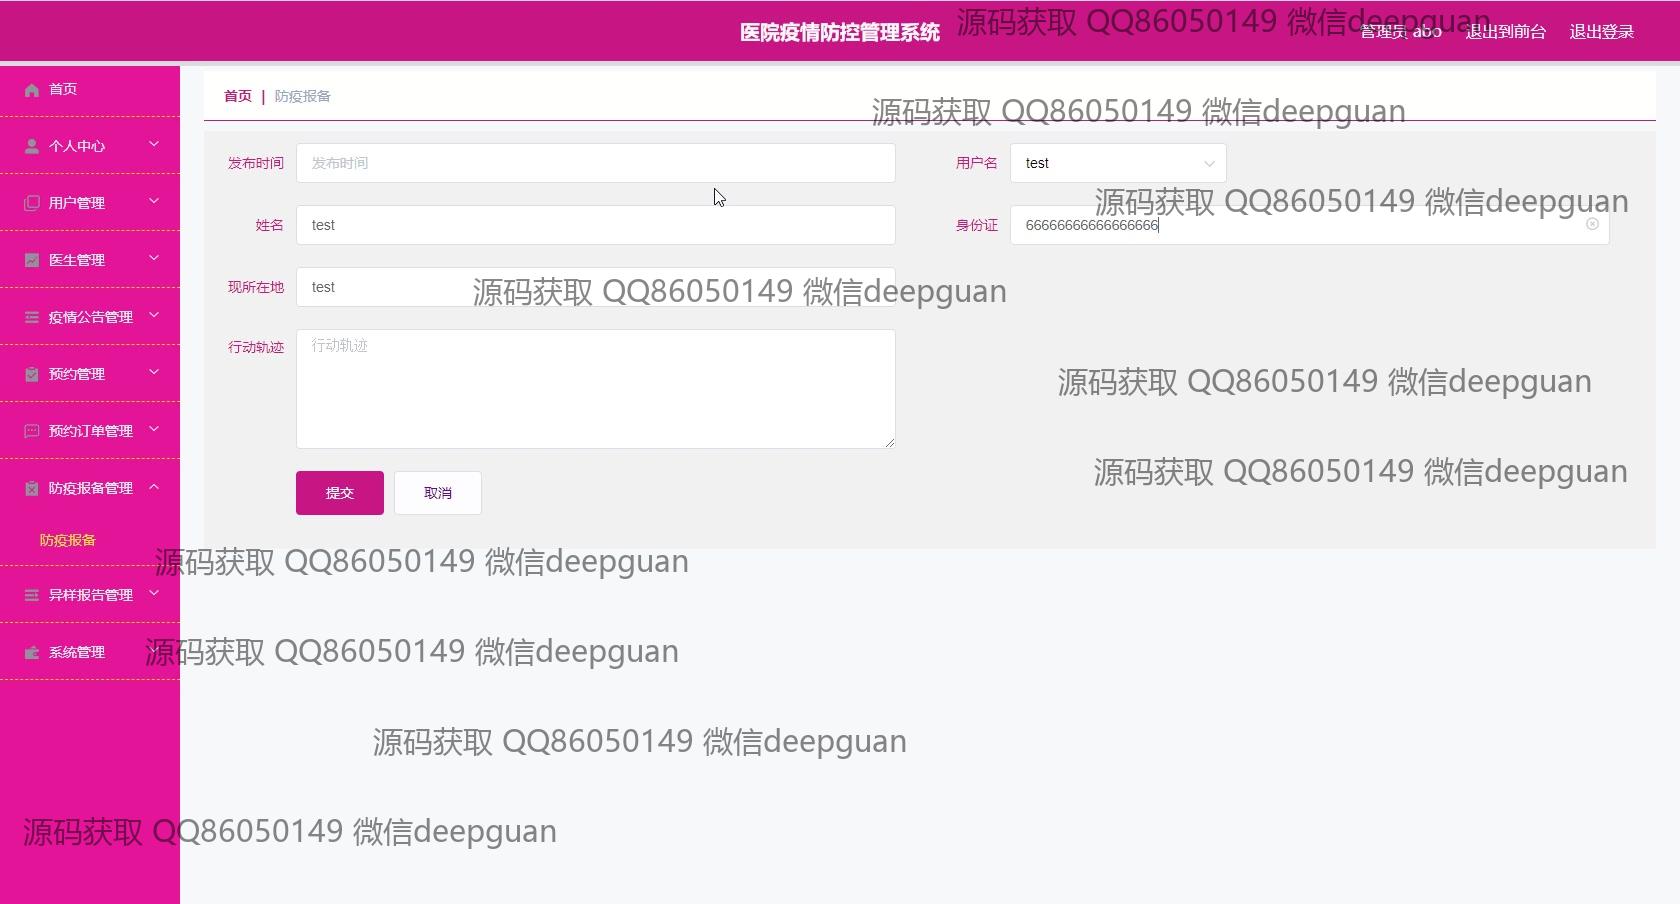 医院疫情防控管理系统
源码获取 QQ86050149 微信deepguan
管理员 abo 退出到前台 退出登录
首页
个人中心
用户管理
医生管理
疫情公告管理
预约管理
预约订单管理
防疫报备管理
防疫报备
异样报告管理
系统管理
首页 | 防疫报备
源码获取 QQ86050149 微信deepguan
发布时间 发布时间 用户名 test
源码获取 QQ86050149 微信deepguan
姓名 test 身份证 66666666666666666
现所在地 test
源码获取 QQ86050149 微信deepguan
行动轨迹 行动轨迹
源码获取 QQ86050149 微信deepguan
源码获取 QQ86050149 微信deepguan
提交 取消
源码获取 QQ86050149 微信deepguan
源码获取 QQ86050149 微信deepguan
源码获取 QQ86050149 微信deepguan
源码获取 QQ86050149 微信deepguan